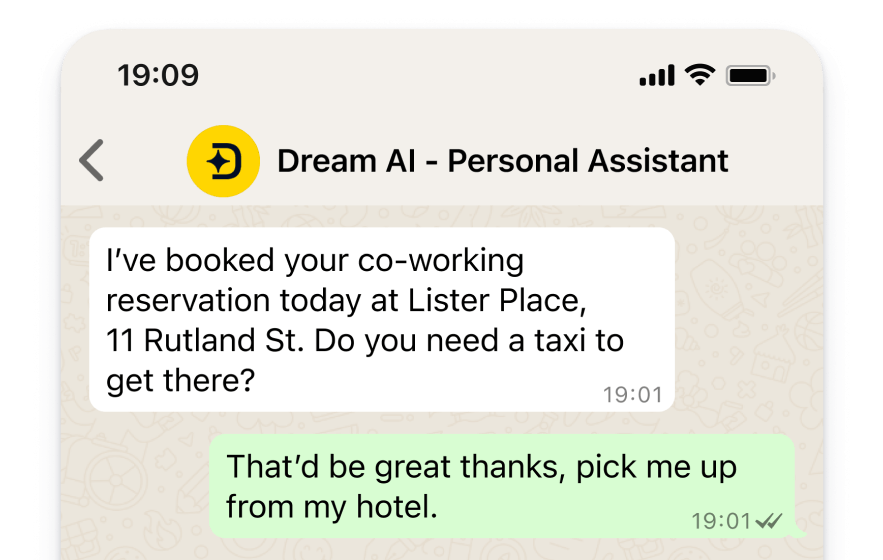 19:09
Dream AI - Personal Assistant
I’ve booked your co-working
reservation today at Lister Place,
11 Rutland St. Do you need a taxi to
get there?
19:01
That’d be great thanks, pick me up
from my hotel.
19:01